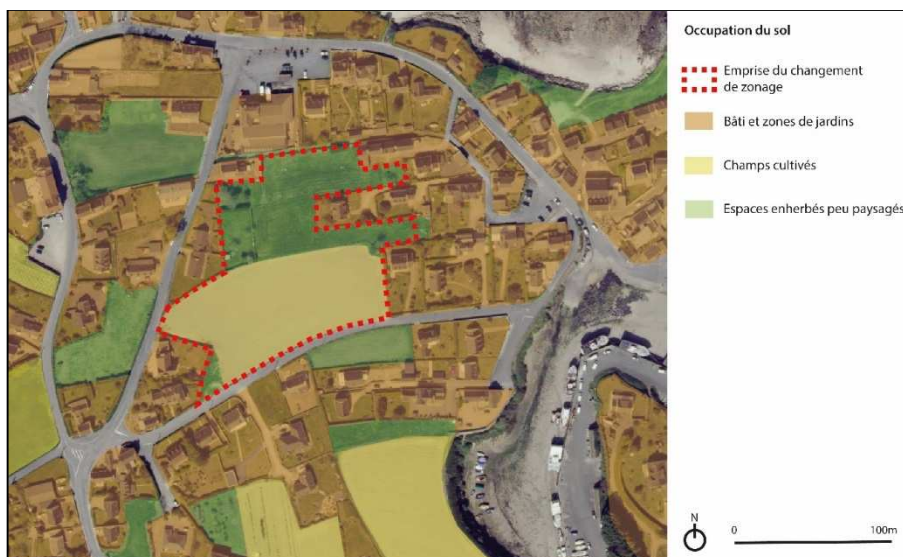 Occupation du sol
Emprise du changement
de zonage
Bâti et zones de jardins
Champs cultivés
Espaces enherbés peu paysagés
N
0
100m